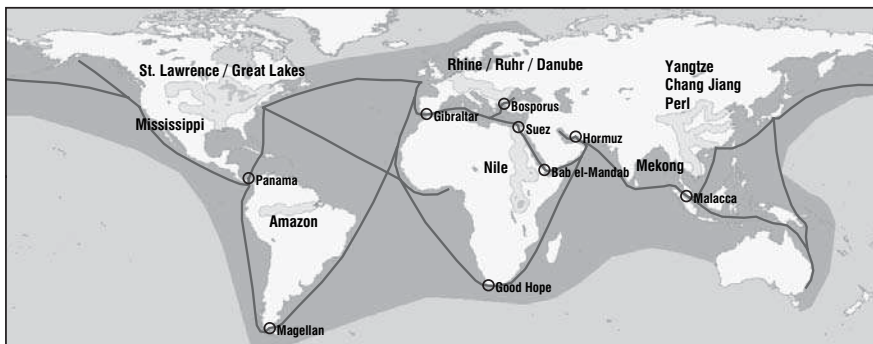 St. Lawrence / Great Lakes
Rhine / Ruhr / Danube
Yangtze
Chang Jiang
Perl
Mississippi
Gibraltar
Bosporus
Suez
Hormuz
Panama
Nile
Bab el-Mandab
Mekong
Malacca
Amazon
Good Hope
Magellan